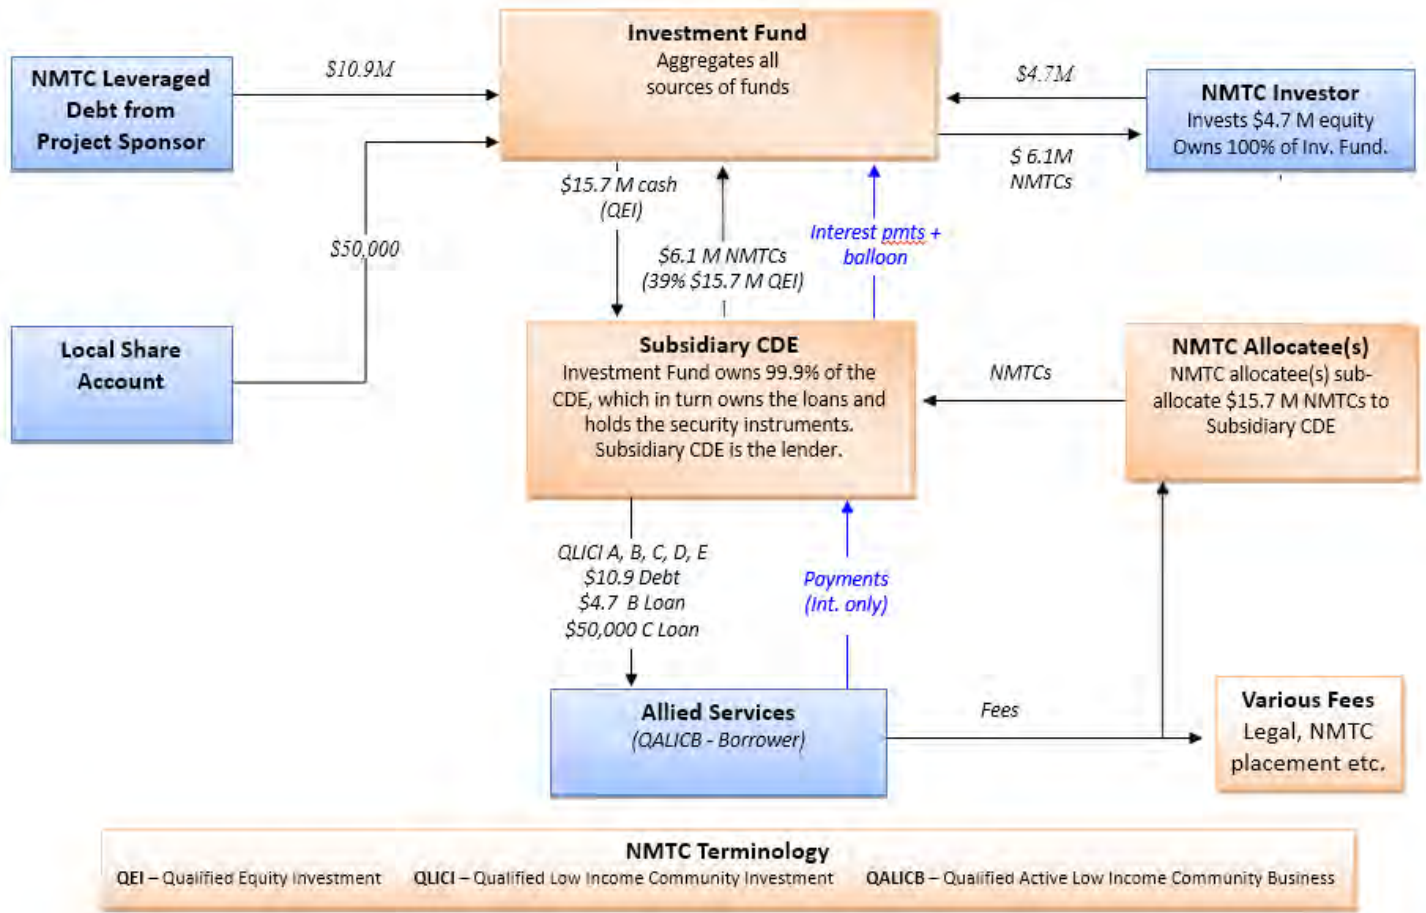 Investment Fund
Aggregates all
sources of funds
NMTC Leveraged
Debt from
Project Sponsor
$10.9M
$4.7M
NMTC Investor
Invests $4.7 M equity
Owns 100% of Inv. Fund.
$ 6.1M
NMTCs
$50,000
$15.7 M cash
(QEI)
$6.1 M NMTCs
(39% $15.7 M QEI)
Interest pmts +
balloon
Local Share
Account
Subsidiary CDE
Investment Fund owns 99.9% of the
CDE, which in turn owns the loans and
holds the security instruments.
Subsidiary CDE is the lender.
NMTCs
NMTC Allocatee(s)
NMTC allocatee(s) sub-
allocate $15.7 M NMTCs to
Subsidiary CDE
QLICI A, B, C, D, E
$10.9 Debt
$4.7 B Loan
$50,000 C Loan
Payments
(Int. only)
Allied Services
(QALICB - Borrower)
Fees
Various Fees
Legal, NMTC
placement etc.
NMTC Terminology
QEI – Qualified Equity Investment QLICI – Qualified Low Income Community Investment QALICB – Qualified Active Low Income Community Business